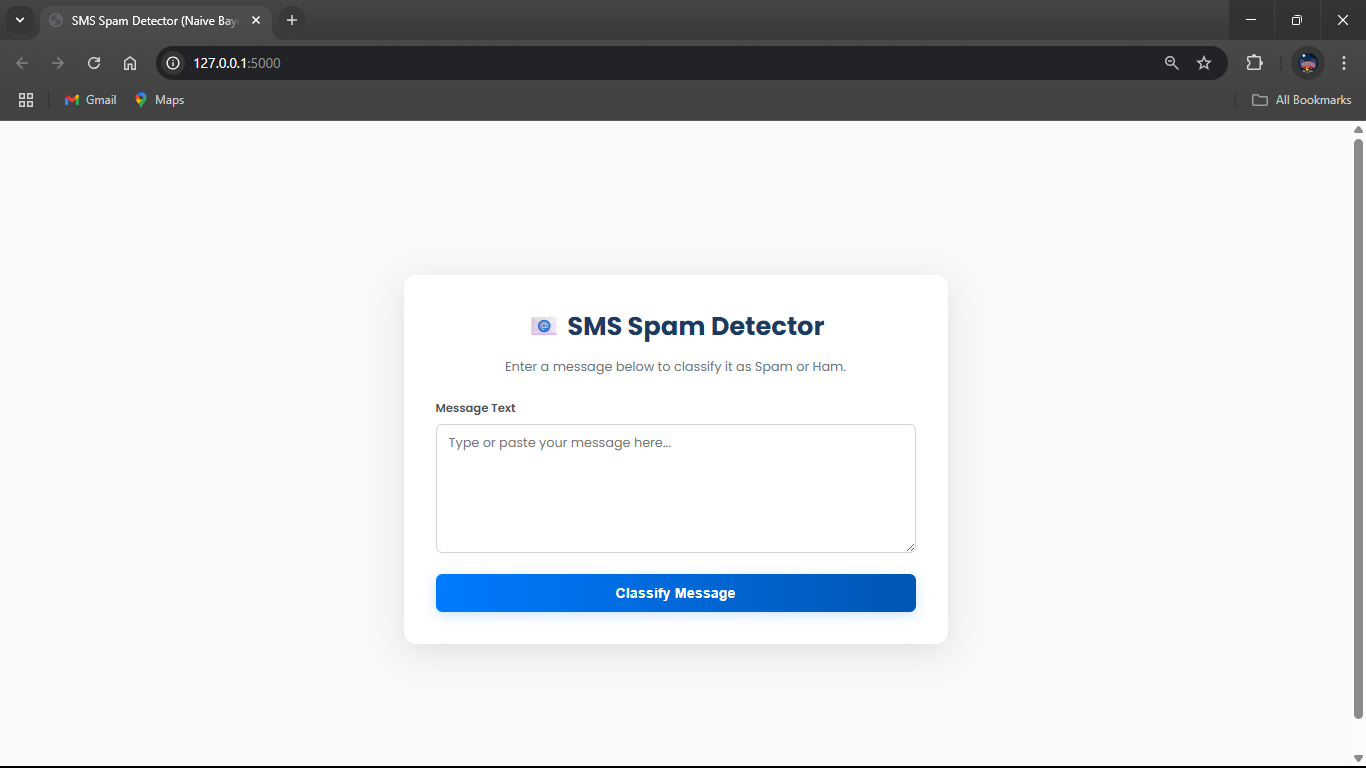 SMS Spam Detector (Naive Bay
127.0.0.1:5000
Gmail
Maps
All Bookmarks
SMS Spam Detector
Enter a message below to classify it as Spam or Ham.
Message Text
Type or paste your message here...
Classify Message